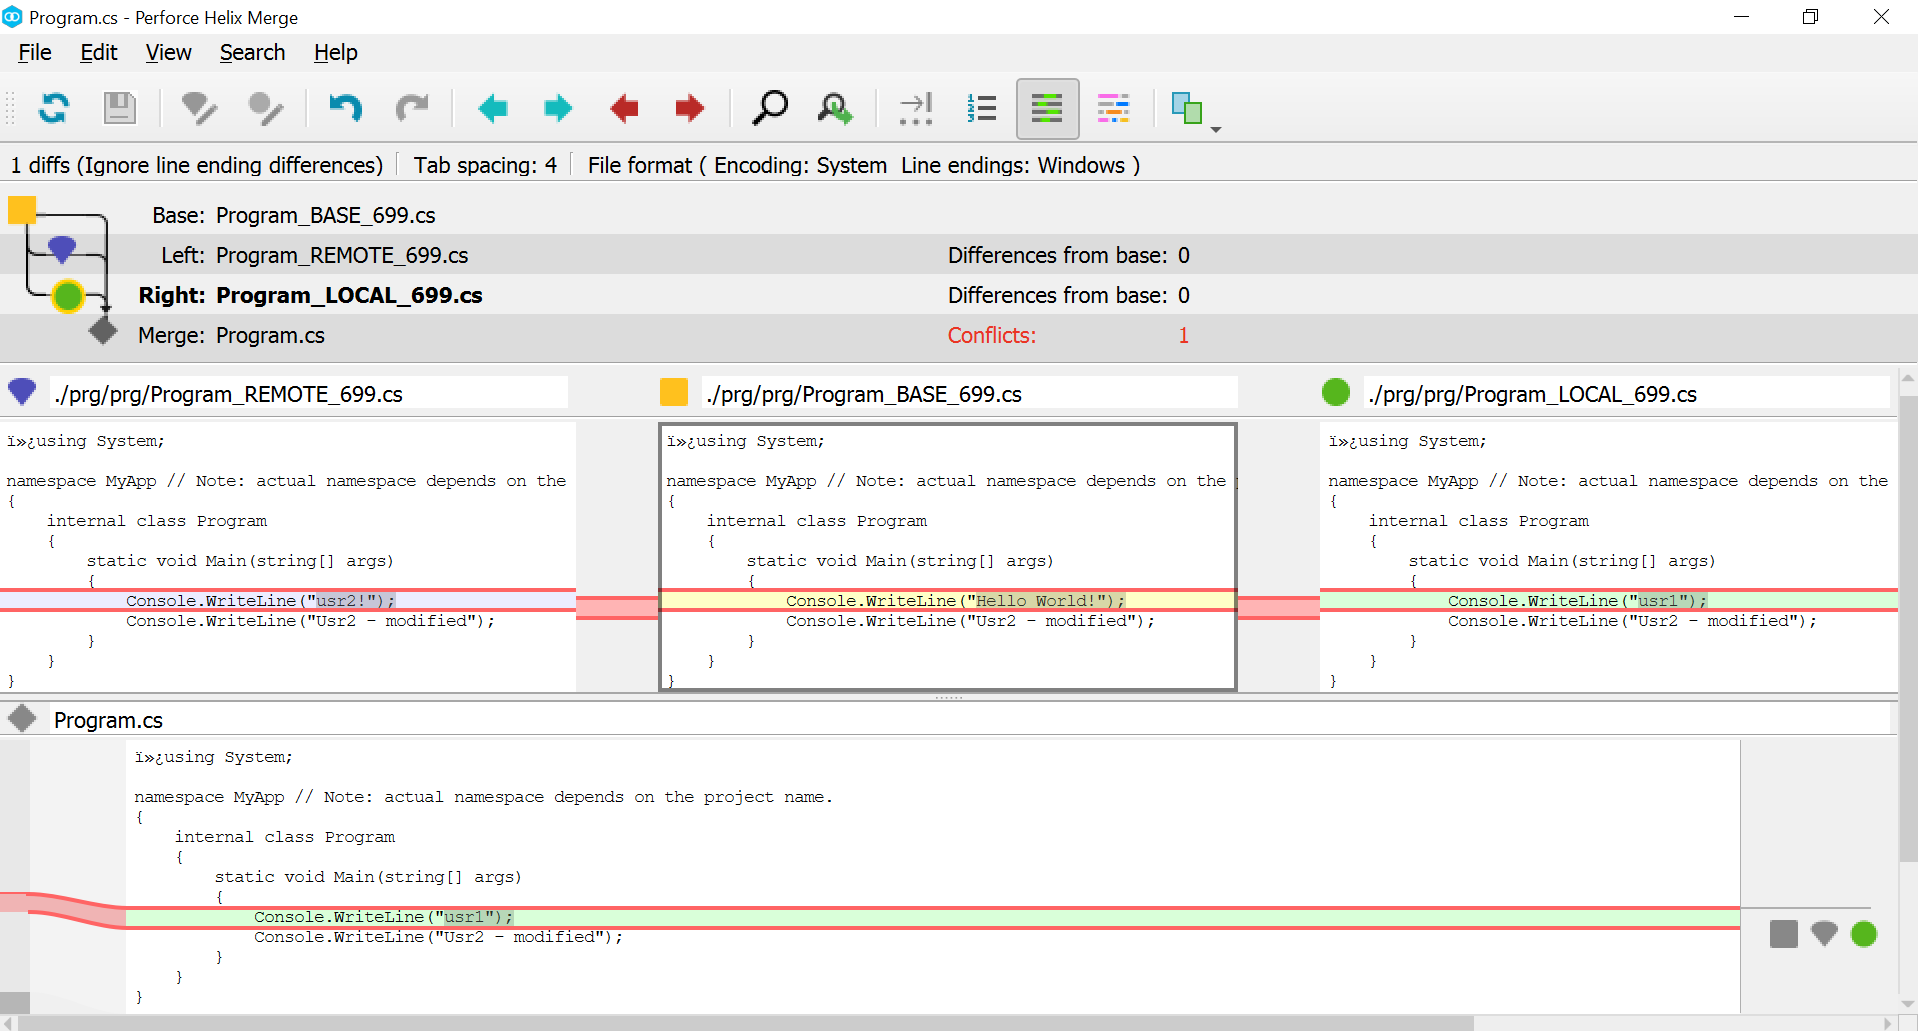 Program.cs - Perforce Helix Merge
File Edit View Search Help
1 diffs (Ignore line ending differences) Tab spacing: 4 File format ( Encoding: System Line endings: Windows )
Base: Program_BASE_699.cs
Left: Program_REMOTE_699.cs Differences from base: 0
Right: Program_LOCAL_699.cs Differences from base: 0
Merge: Program.cs Conflicts: 1
./prg/prg/Program_REMOTE_699.cs
ï»¿using System;
namespace MyApp // Note: actual namespace depends on the
{
internal class Program
{
static void Main(string[] args)
{
Console.WriteLine("usr2!");
Console.WriteLine("Usr2 - modified");
}
}
}
./prg/prg/Program_BASE_699.cs
ï»¿using System;
namespace MyApp // Note: actual namespace depends on the
{
internal class Program
{
static void Main(string[] args)
{
Console.WriteLine("Hello World!");
Console.WriteLine("Usr2 - modified");
}
}
}
./prg/prg/Program_LOCAL_699.cs
ï»¿using System;
namespace MyApp // Note: actual namespace depends on the
{
internal class Program
{
static void Main(string[] args)
{
Console.WriteLine("usr1");
Console.WriteLine("Usr2 - modified");
}
}
}
Program.cs
ï»¿using System;
namespace MyApp // Note: actual namespace depends on the project name.
{
internal class Program
{
static void Main(string[] args)
{
Console.WriteLine("usr1");
Console.WriteLine("Usr2 - modified");
}
}
}